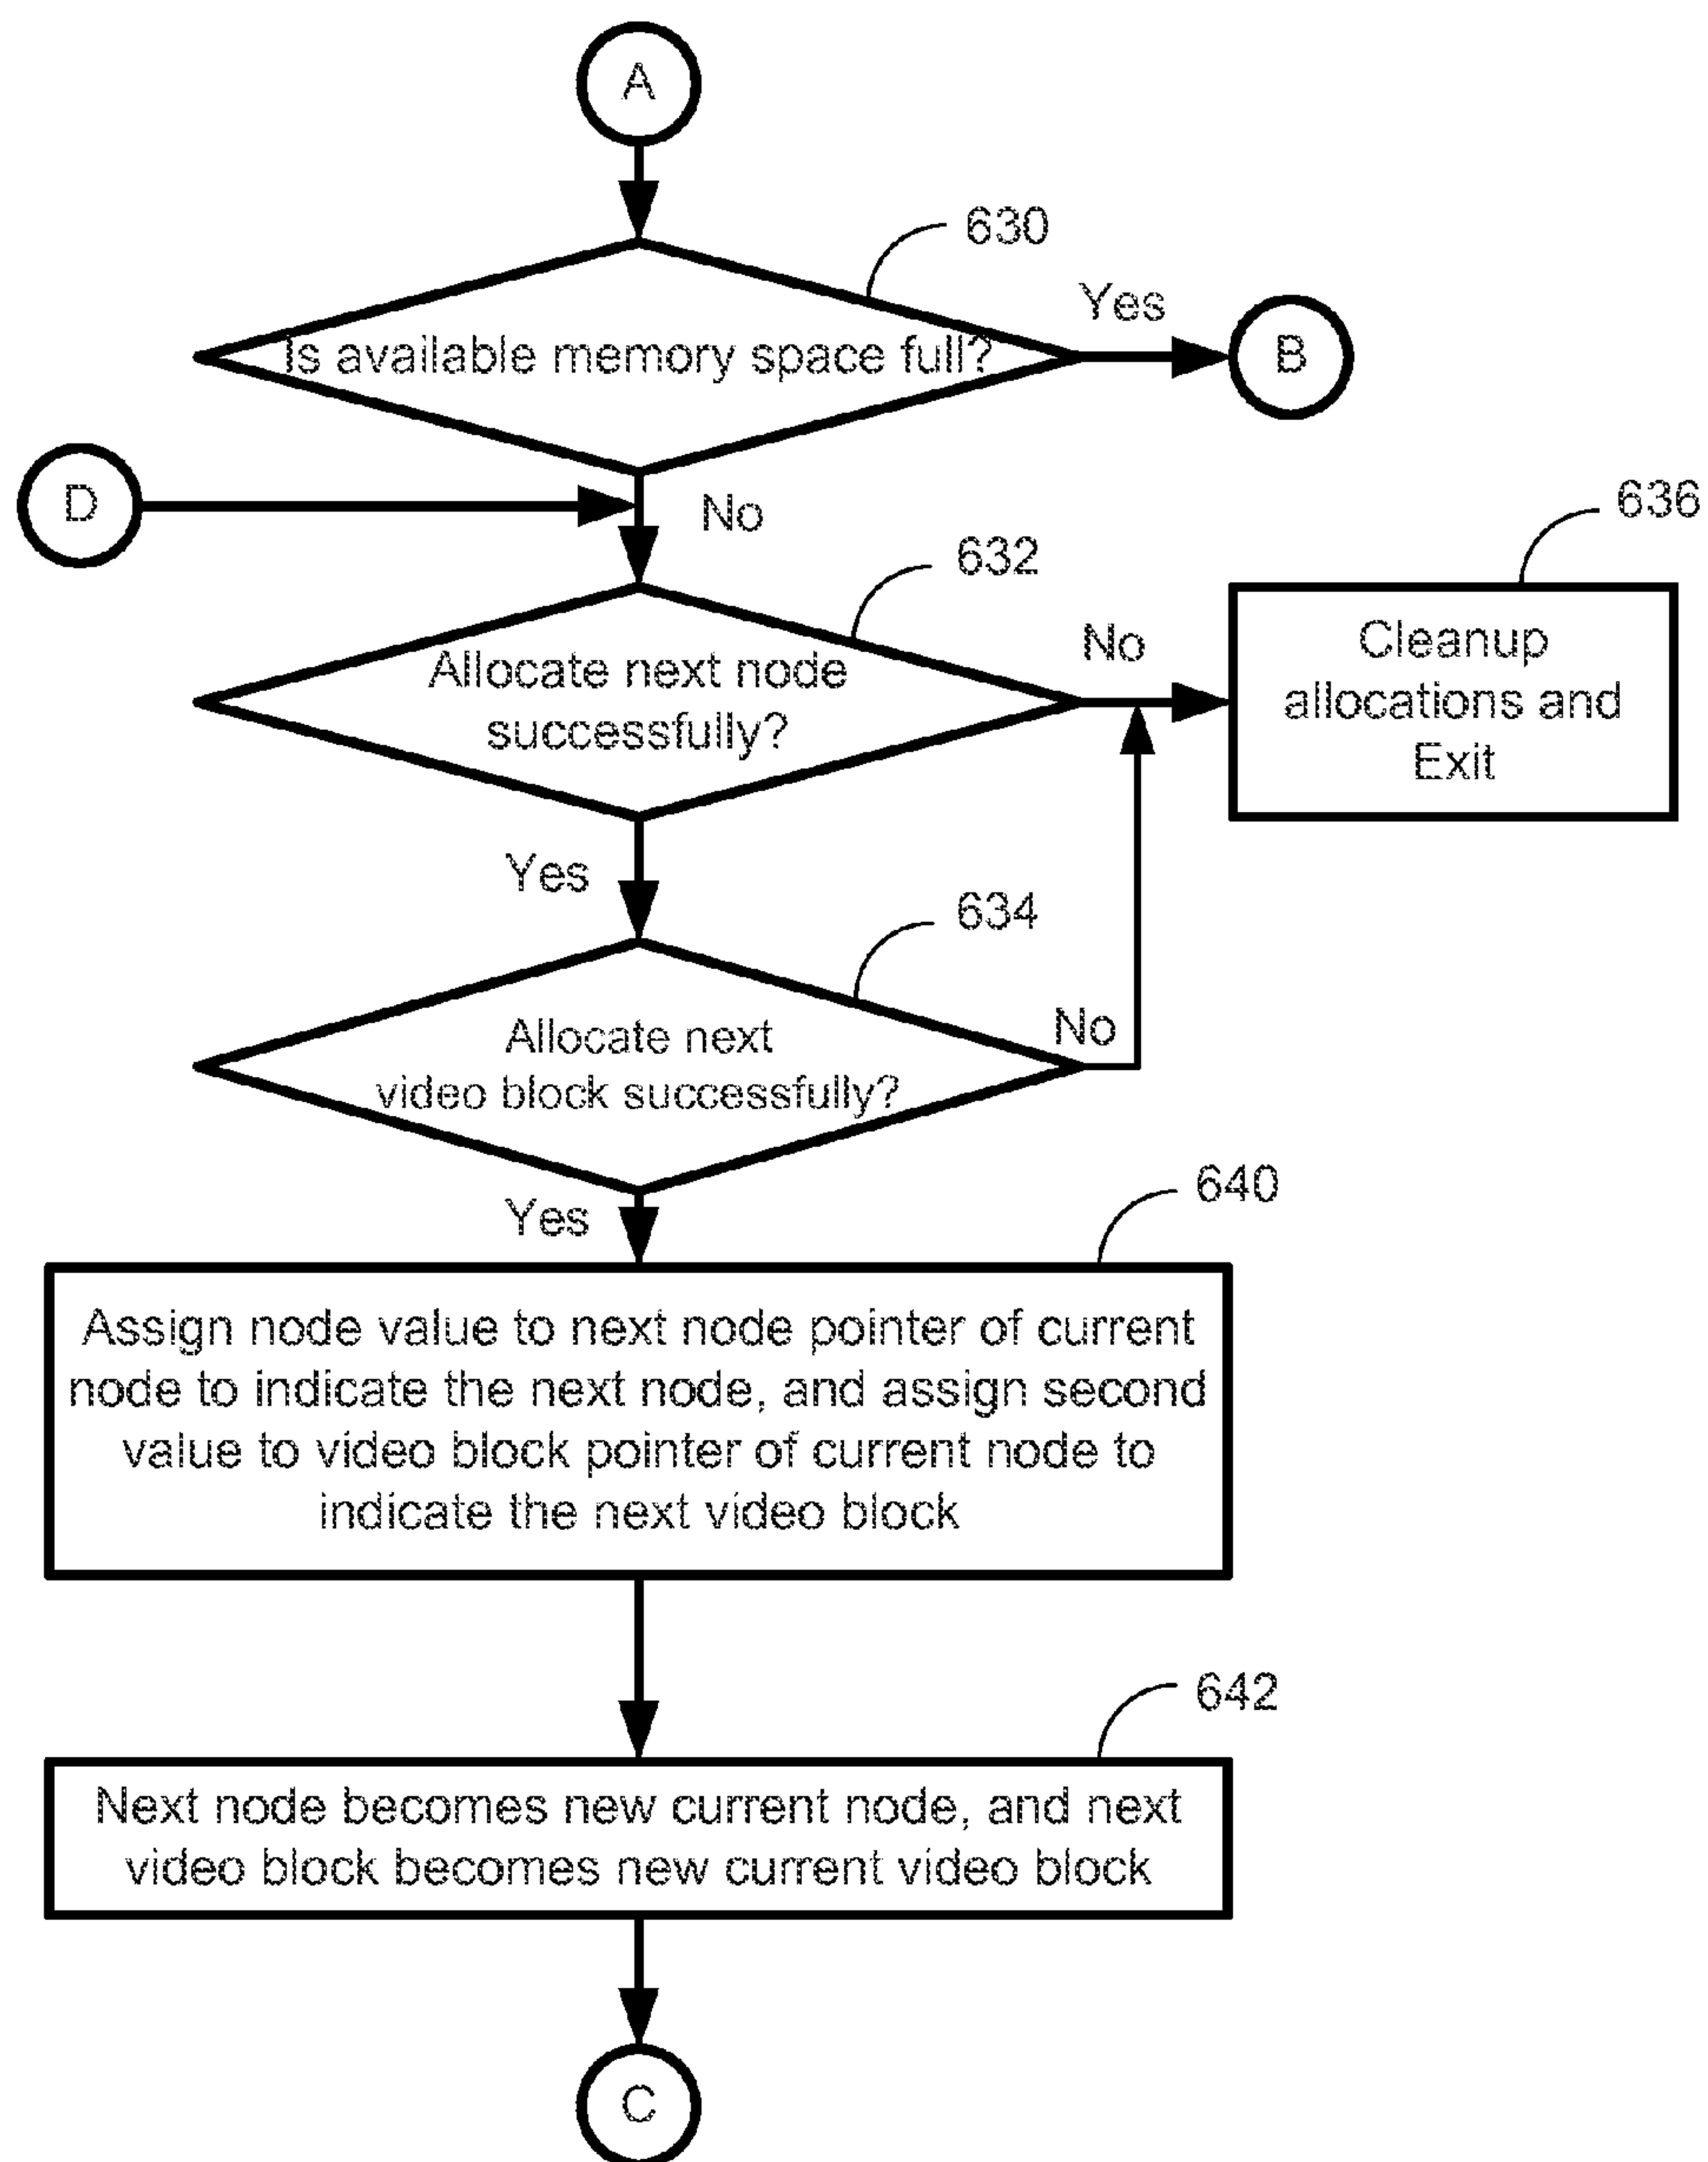 A
630
Is available memory space full?
Yes
B
D
No
636
632
Allocate next node
successfully?
No
Cleanup
allocations and
Exit
Yes
634
Allocate next
video block successfully?
No
Yes
640
Assign node value to next node pointer of current
node to indicate the next node, and assign second
value to video block pointer of current node to
indicate the next video block
642
Next node becomes new current node, and next
video block becomes new current video block
C